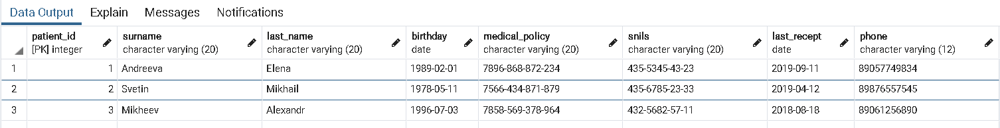 Data Output Explain Messages Notifications
patient_id surname last_name birthday medical_policy snils last_recept phone
[PK] integer character varying (20) character varying (20) date character varying (20) character varying (20) date character varying (12)
1 1 Andreeva Elena 1989-02-01 7896-868-872-234 435-5345-43-23 2019-09-11 89057749834
2 2 Svetin Mikhail 1978-05-11 7566-434-871-879 435-6785-23-33 2019-04-12 89876557545
3 3 Mikheev Alexandr 1996-07-03 7858-569-378-964 432-5682-57-11 2018-08-18 89061256890